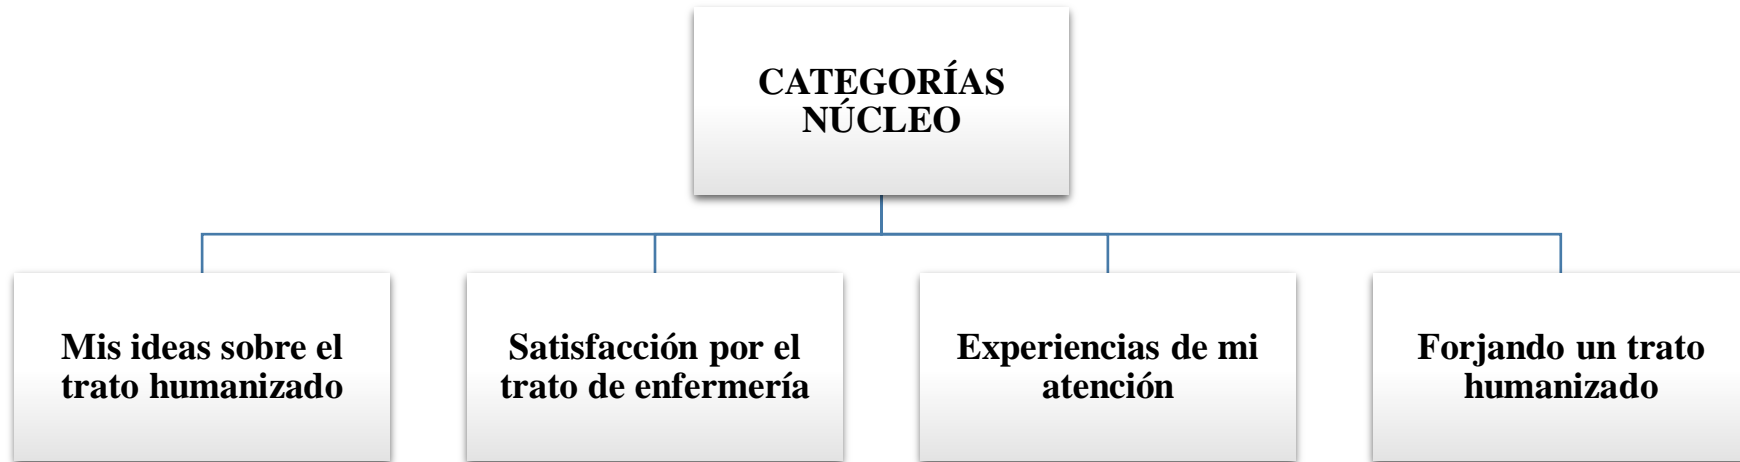 CATEGORÍAS
NÚCLEO
Mis ideas sobre el
trato humanizado
Satisfacción por el
trato de enfermería
Experiencias de mi
atención
Forjando un trato
humanizado